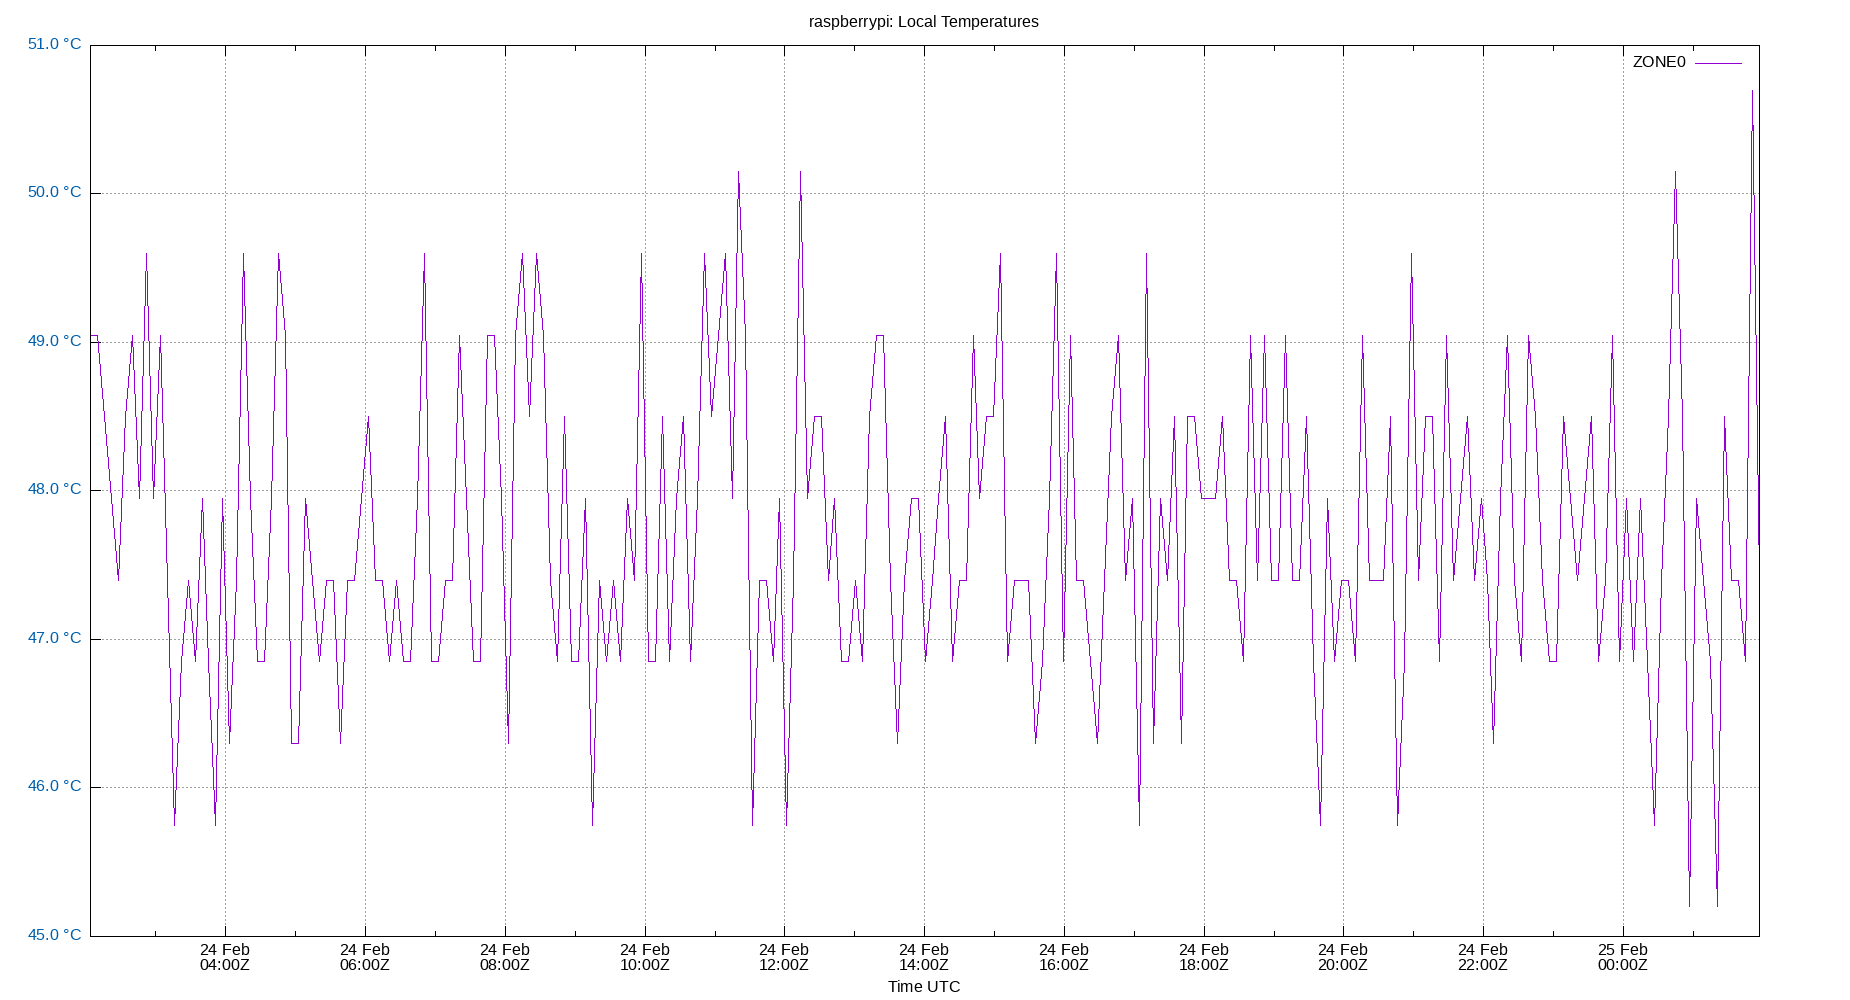 raspberrypi: Local Temperatures
51.0 °C
ZONE0
50.0 °C
49.0 °C
48.0 °C
47.0 °C
46.0 °C
45.0 °C
24 Feb 24 Feb 24 Feb 24 Feb 24 Feb 24 Feb 24 Feb 24 Feb 24 Feb 24 Feb 25 Feb
04:00Z 06:00Z 08:00Z 10:00Z 12:00Z 14:00Z 16:00Z 18:00Z 20:00Z 22:00Z 00:00Z
Time UTC